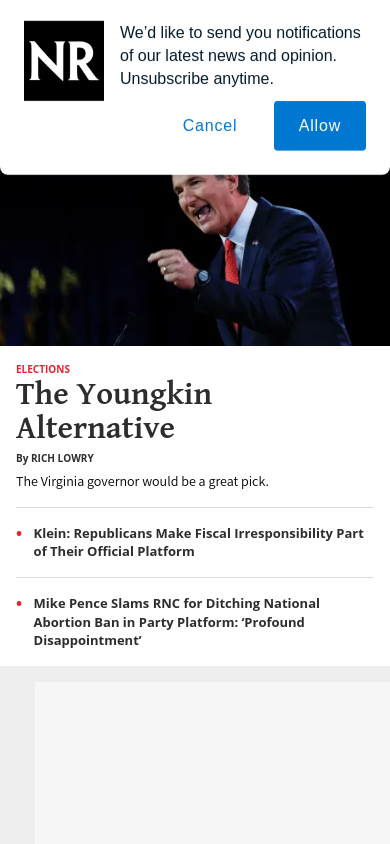 NR
We’d like to send you notifications
of our latest news and opinion.
Unsubscribe anytime.
Cancel
Allow
ELECTIONS
The Youngkin
Alternative
By RICH LOWRY
The Virginia governor would be a great pick.
• Klein: Republicans Make Fiscal Irresponsibility Part
of Their Official Platform
• Mike Pence Slams RNC for Ditching National
Abortion Ban in Party Platform: ‘Profound
Disappointment’